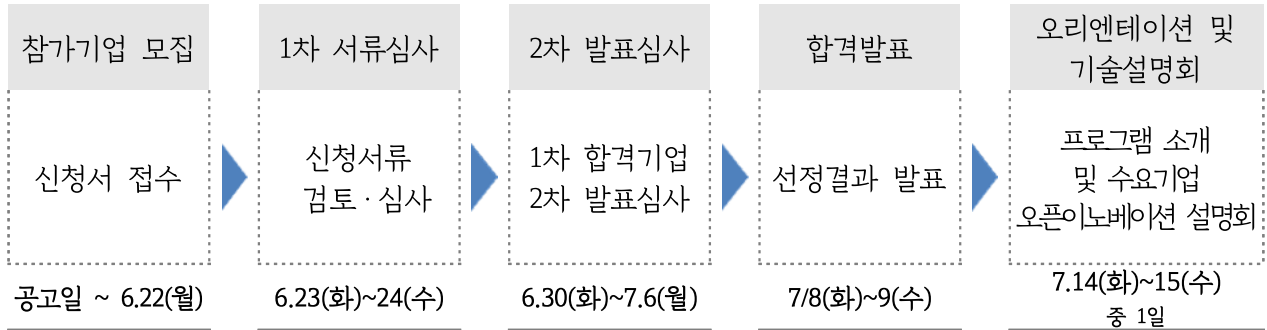 참가기업 모집
신청서 접수
공고일 ~ 6.22(월)
1차 서류심사
신청서류
검토·심사
6.23(화)~24(수)
2차 발표심사
1차 합격기업
2차 발표심사
6.30(화)~7.6(월)
합격발표
선정결과 발표
7/8(화)~9(수)
오리엔테이션 및
기술설명회
프로그램 소개
및 수요기업
오픈이노베이션 설명회
7.14(화)~15(수)
중 1일